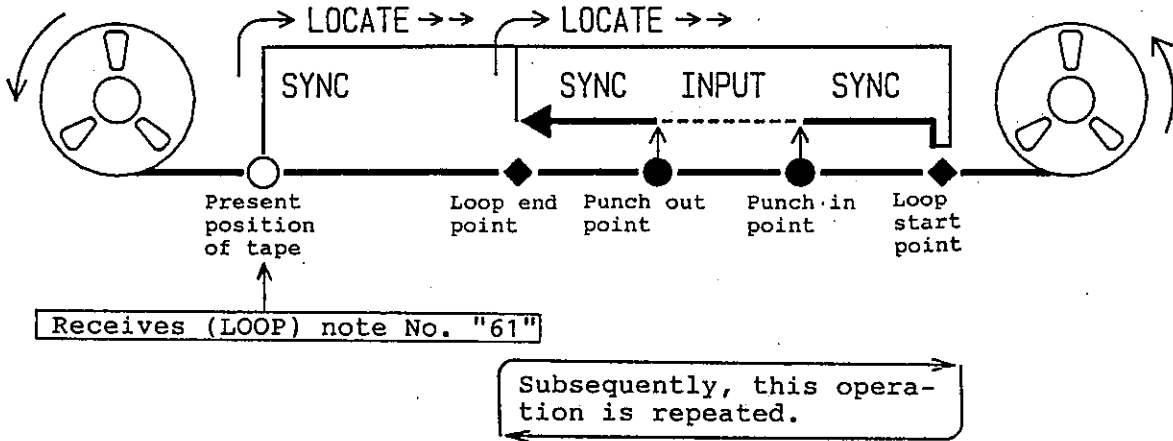 LOCATE →→ LOCATE →→
SYNC SYNC INPUT SYNC
Present
position
of tape
Loop end
point
Punch out
point
Punch in
point
Loop
start
point
Receives (LOOP) note No. "61"
Subsequently, this opera-
tion is repeated.